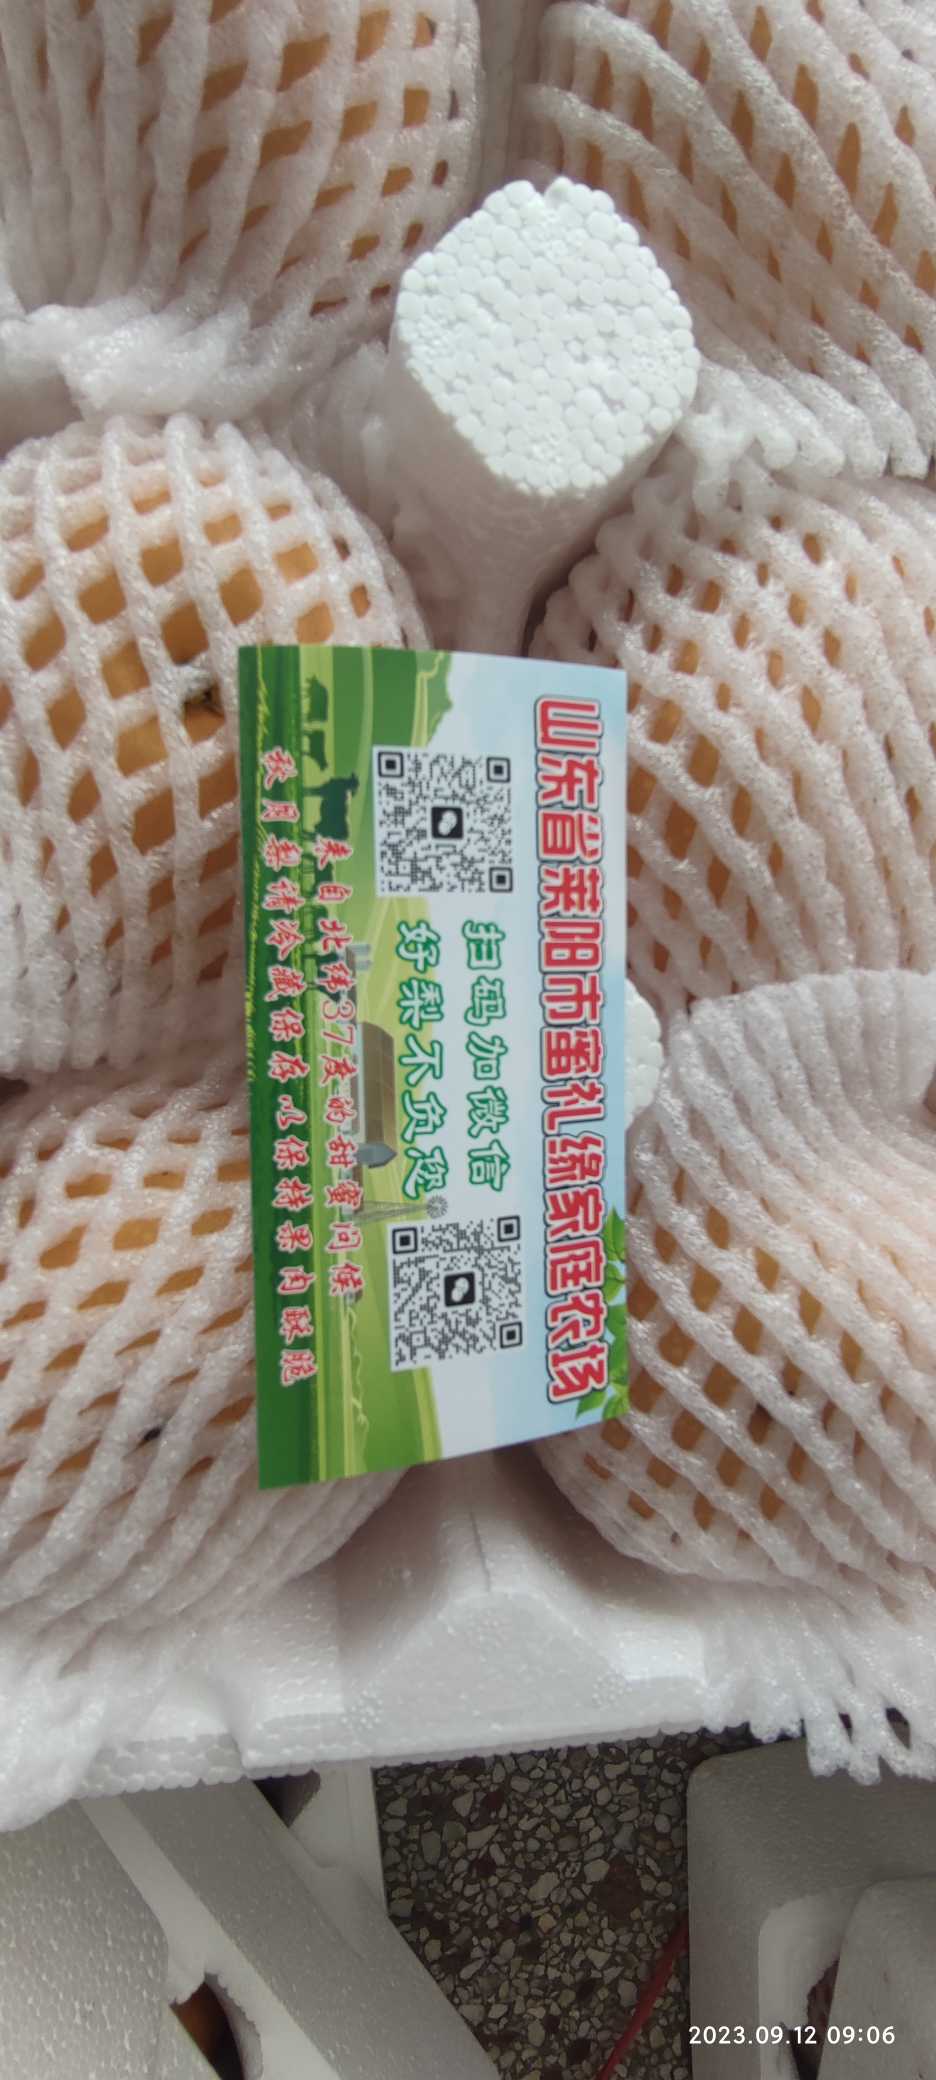 山东省莱阳市蜜礼缘家庭农场
扫码加微信
好梨不负您
来自北纬37度的甜蜜问候
秋月梨请冷藏保存以保持果肉酥脆
2023.09.12 09:06